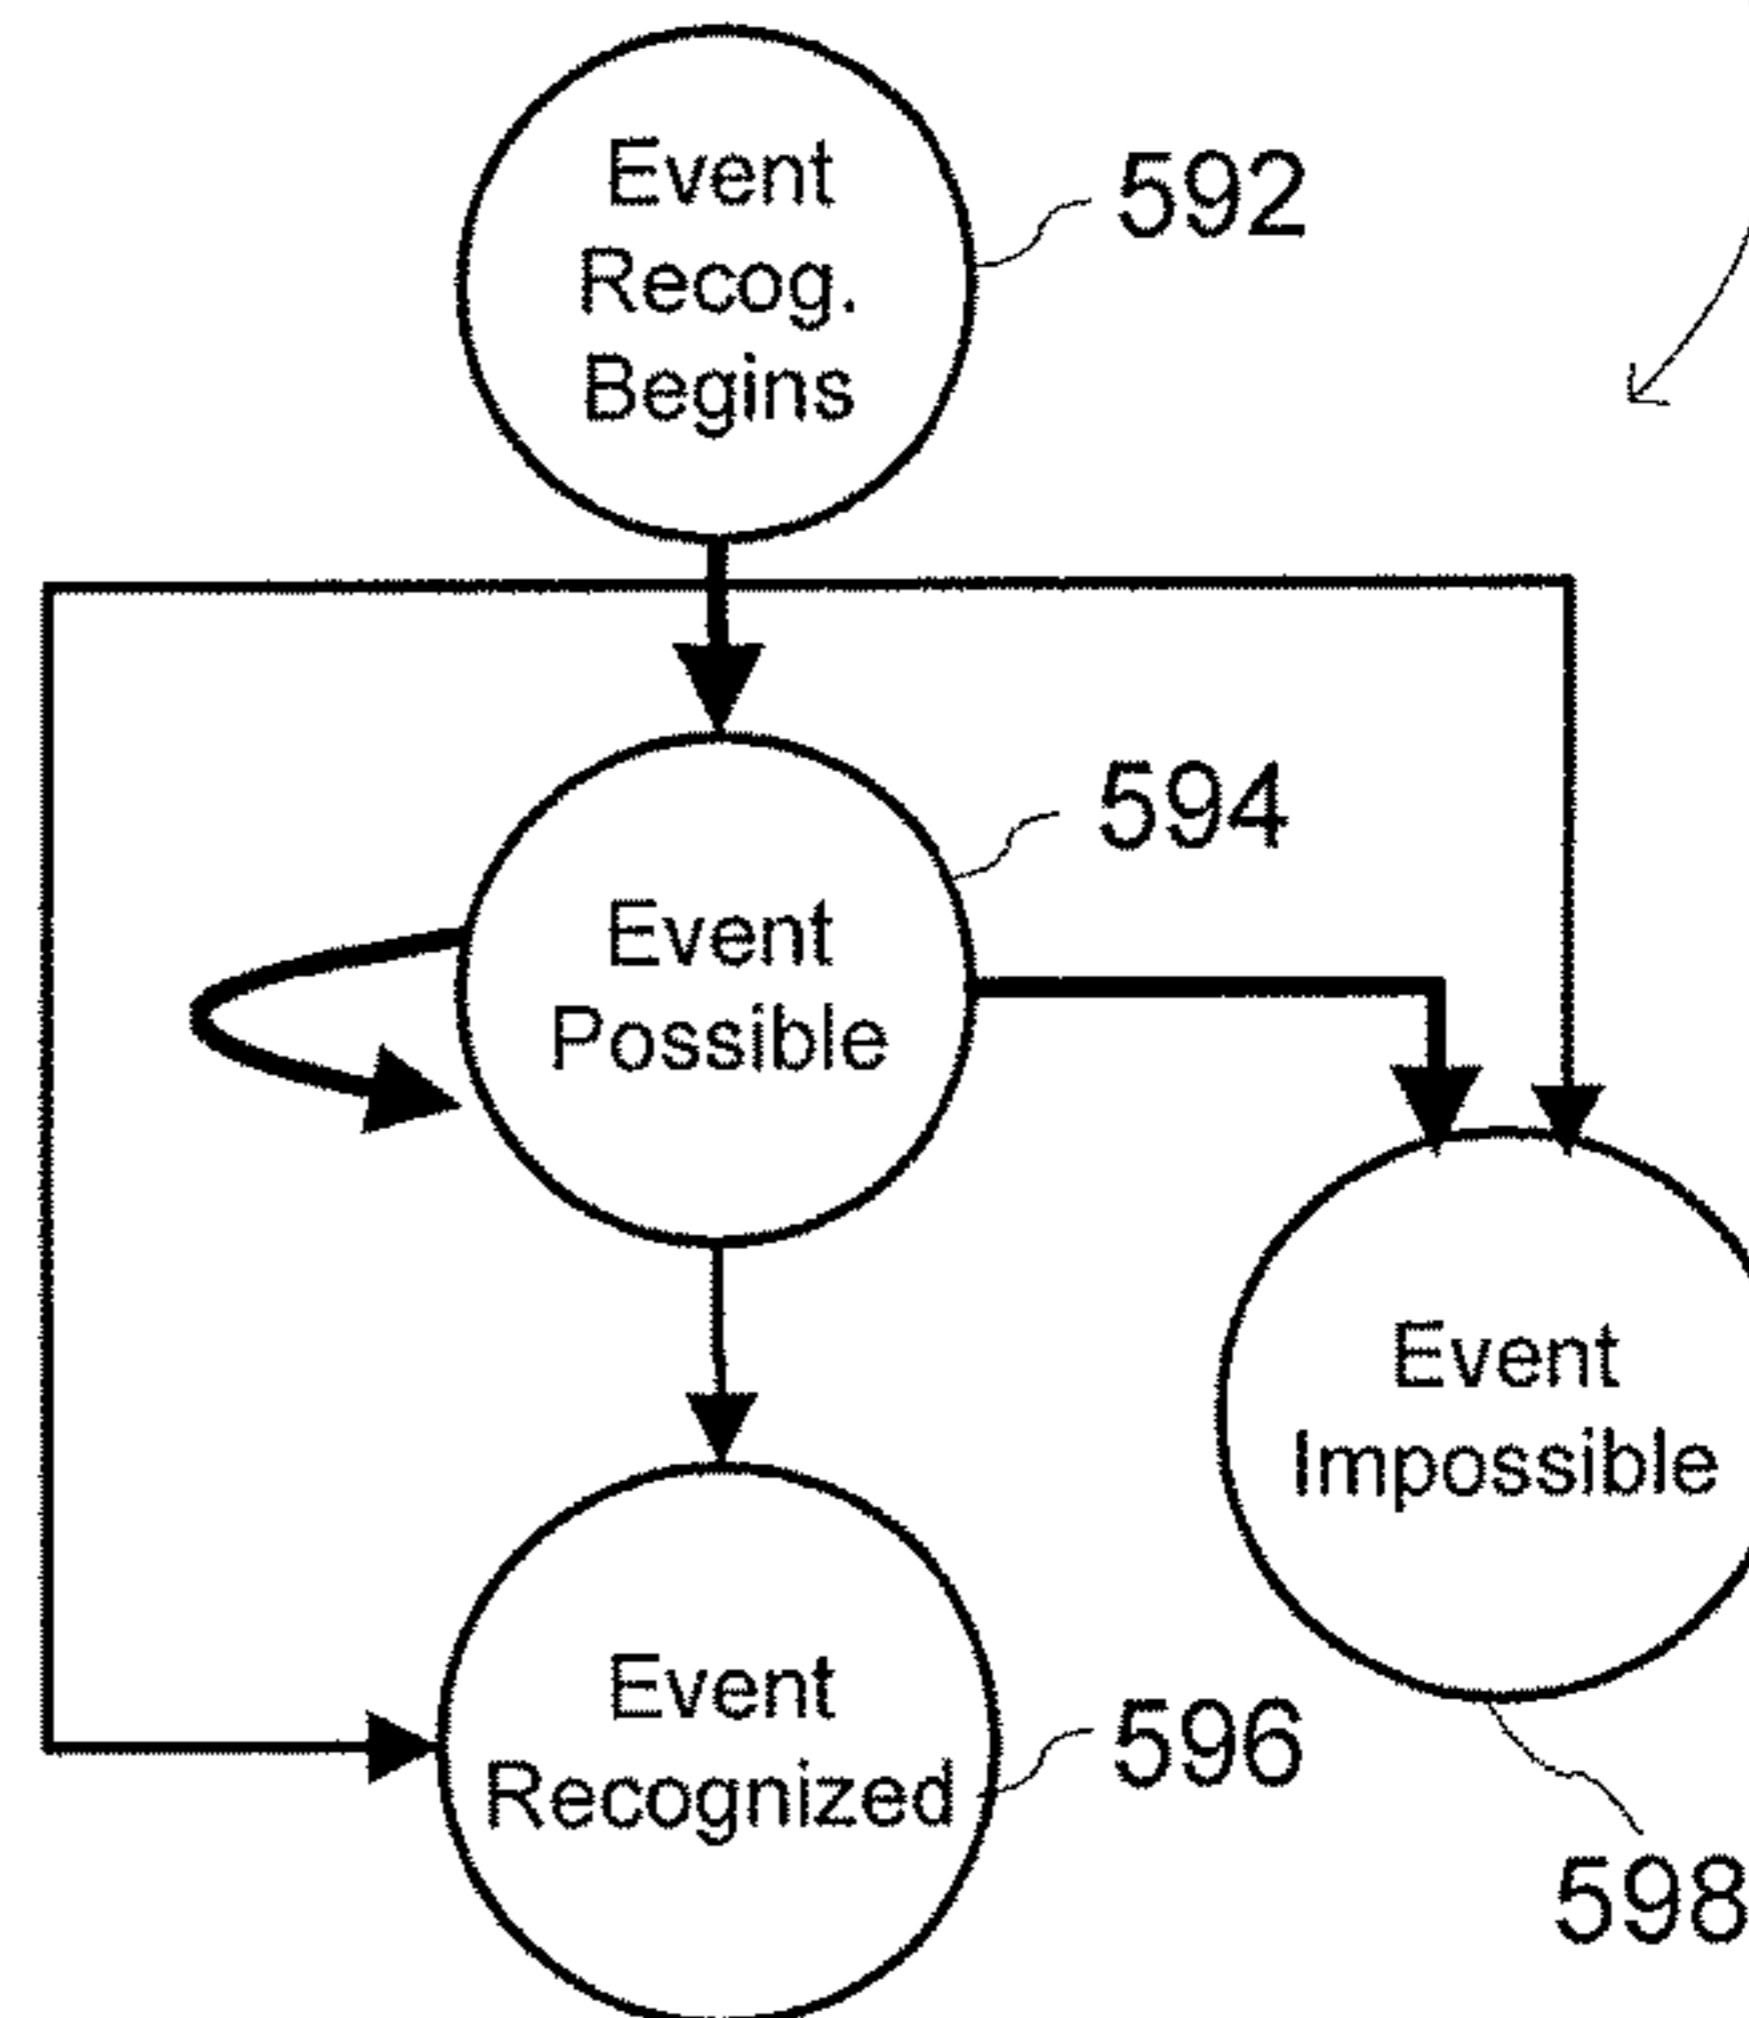 Event
Recog.
Begins
592
Event
Possible
594
Event
Impossible
598
Event
Recognized
596